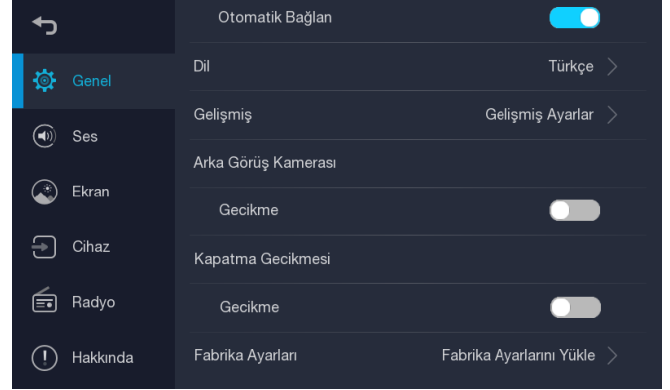 Otomatik Bağlan
Genel
Dil Türkçe
Gelişmiş Gelişmiş Ayarlar
Ses
Arka Görüş Kamerası
Ekran
Gecikme
Cihaz
Kapatma Gecikmesi
Radyo
Gecikme
Hakkında
Fabrika Ayarları Fabrika Ayarlarını Yükle